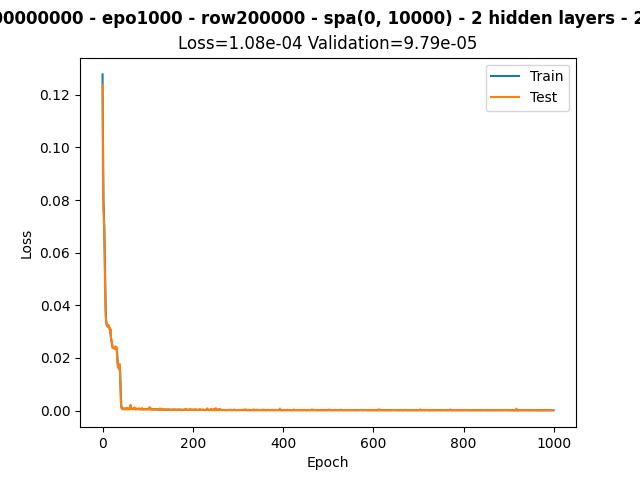 00000000 - epo1000 - row200000 - spa(0, 10000) - 2 hidden layers - 2
Loss=1.08e-04 Validation=9.79e-05
Train
Test
0.12
0.10
0.08
0.06
0.04
0.02
0.00
Loss
0 200 400 600 800 1000
Epoch